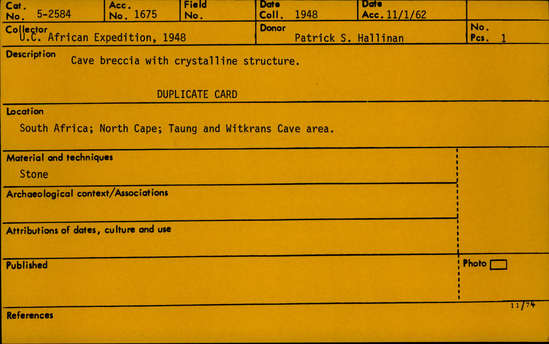 Cat. No. 5-2584 Acc. No. 1675 Field No. Date Coll. 1948 Date Acc. 11/1/62
Collector U.C. African Expedition, 1948 Donor Patrick S. Hallinan No. Pcs. 1
Description Cave breccia with crystalline structure.
DUPLICATE CARD
Location
South Africa; North Cape; Taung and Witkrans Cave area.
Material and techniques
Stone
Archaeological context/Associations
Attributions of dates, culture and use
Published Photo
11/74
References